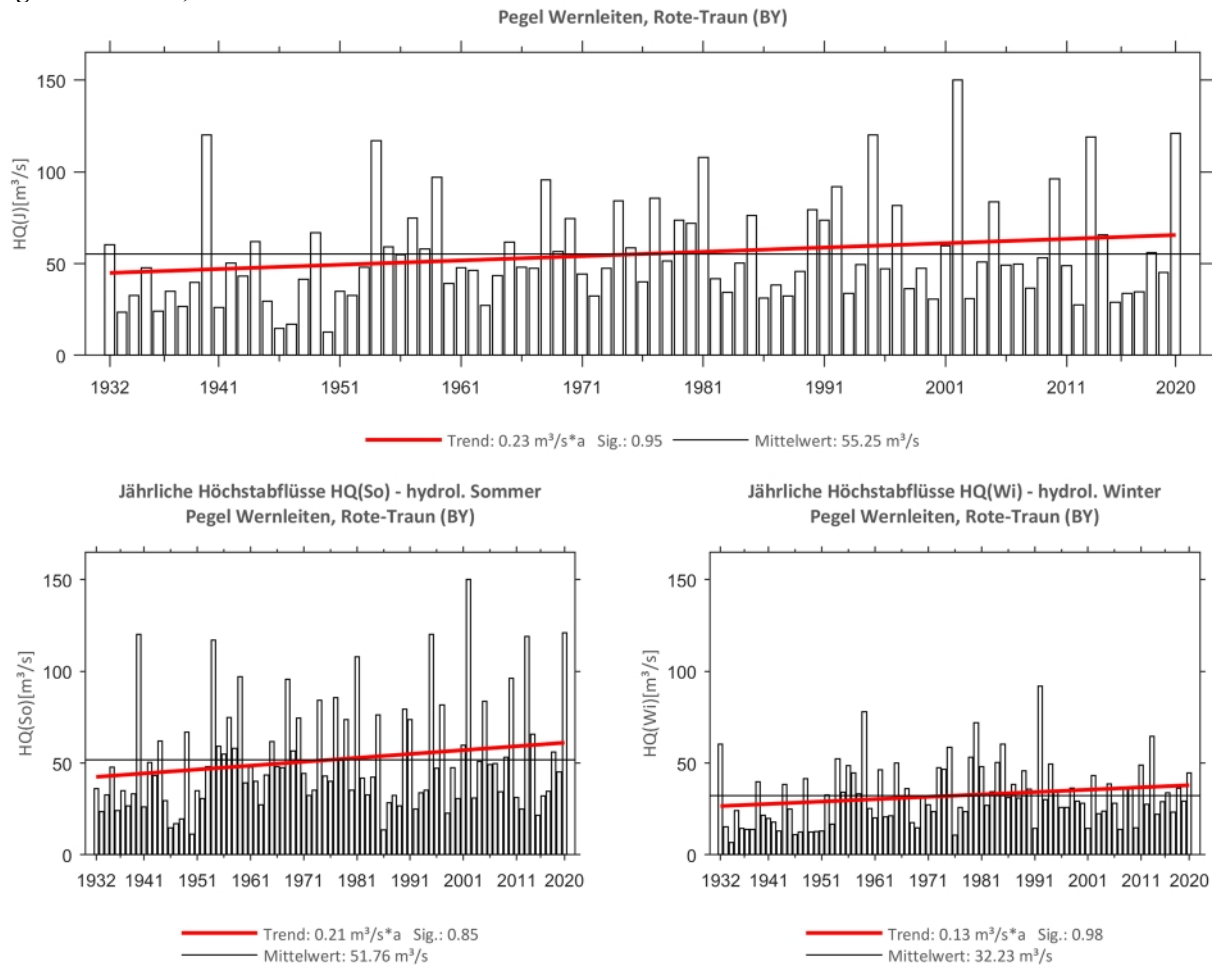 Pegel Wernleiten, Rote-Traun (BY)
150
100
50
0
HQ(J)[m³/s]
1932 1941 1951 1961 1971 1981 1991 2001 2011 2020
Trend: 0.23 m³/s*a Sig.: 0.95 Mittelwert: 55.25 m³/s
Jährliche Höchstabflüsse HQ(So) - hydrol. Sommer
Pegel Wernleiten, Rote-Traun (BY)
150
100
50
0
HQ(So)[m³/s]
1932 1941 1951 1961 1971 1981 1991 2001 2011 2020
Trend: 0.21 m³/s*a Sig.: 0.85
Mittelwert: 51.76 m³/s
Jährliche Höchstabflüsse HQ(Wi) - hydrol. Winter
Pegel Wernleiten, Rote-Traun (BY)
150
100
50
0
HQ(Wi)[m³/s]
1932 1941 1951 1961 1971 1981 1991 2001 2011 2020
Trend: 0.13 m³/s*a Sig.: 0.98
Mittelwert: 32.23 m³/s